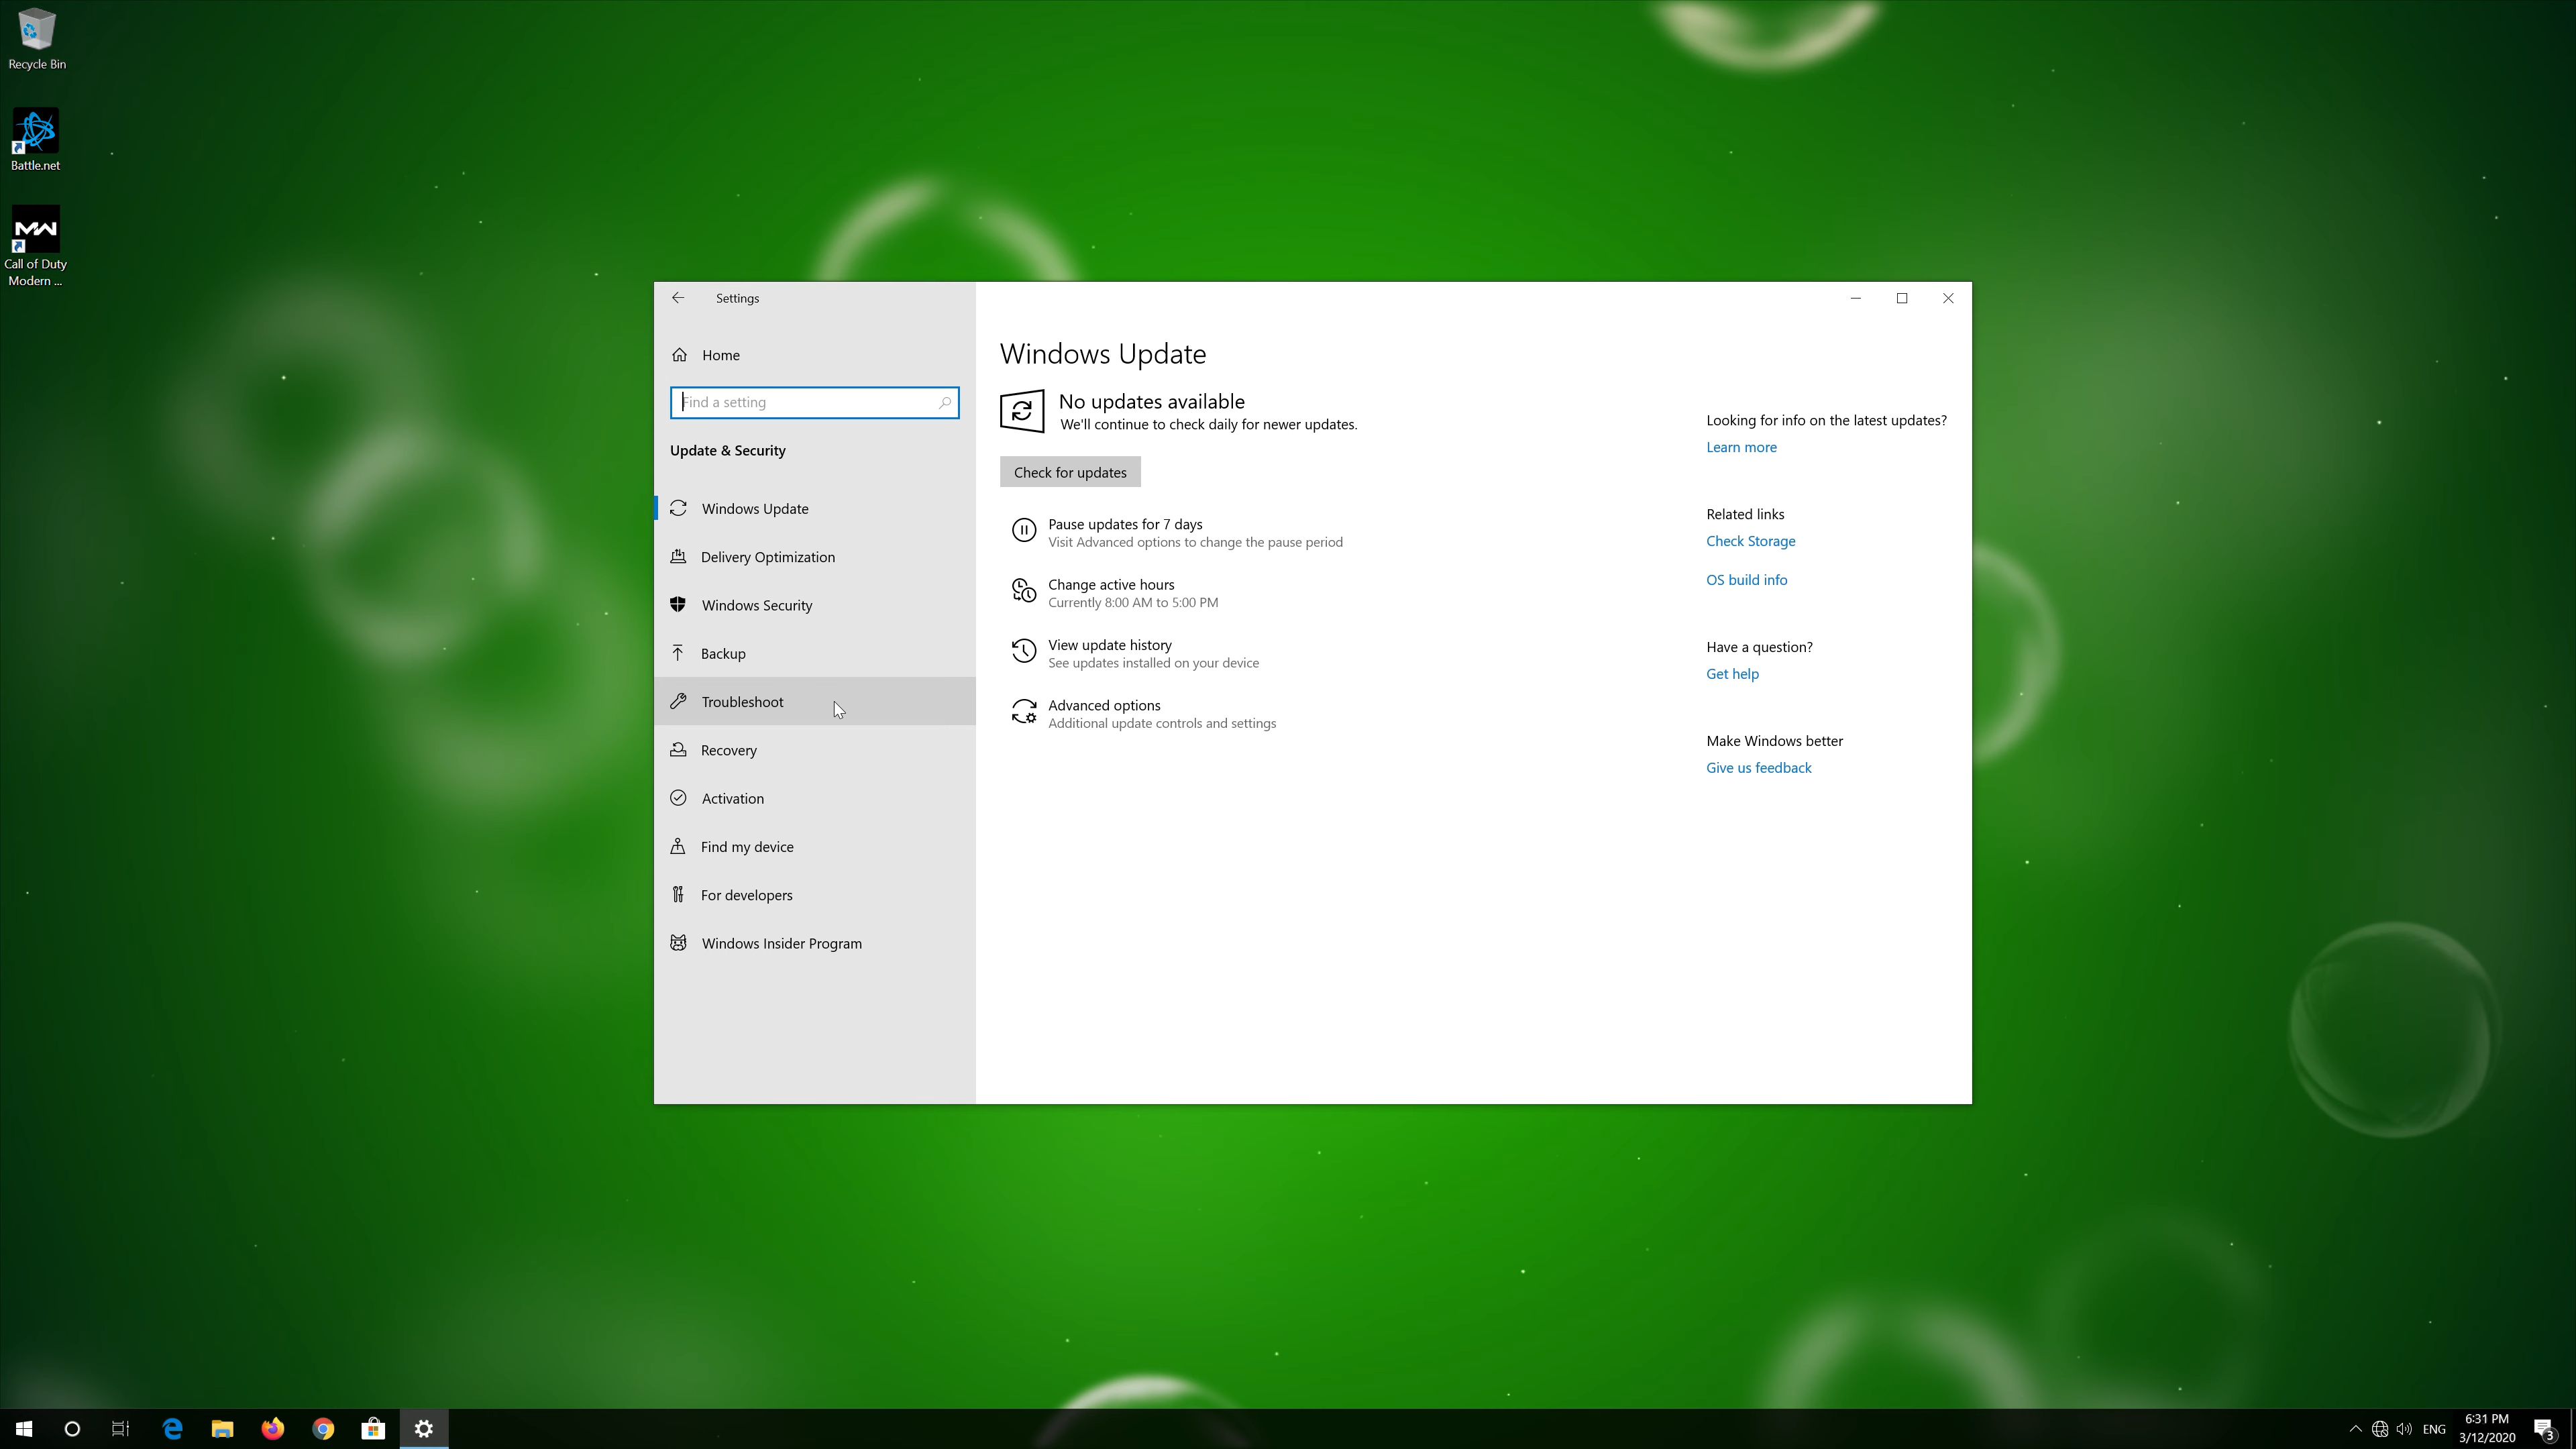 Recycle Bin
Battle.net
MW
Call of Duty
Modern ...
Settings
Home
Find a setting
Update & Security
Windows Update
Delivery Optimization
Windows Security
Backup
Troubleshoot
Recovery
Activation
Find my device
For developers
Windows Insider Program
Windows Update
No updates available
We'll continue to check daily for newer updates.
Check for updates
Pause updates for 7 days
Visit Advanced options to change the pause period
Change active hours
Currently 8:00 AM to 5:00 PM
View update history
See updates installed on your device
Advanced options
Additional update controls and settings
Looking for info on the latest updates?
Learn more
Related links
Check Storage
OS build info
Have a question?
Get help
Make Windows better
Give us feedback
ENG
6:31 PM
3/12/2020
3